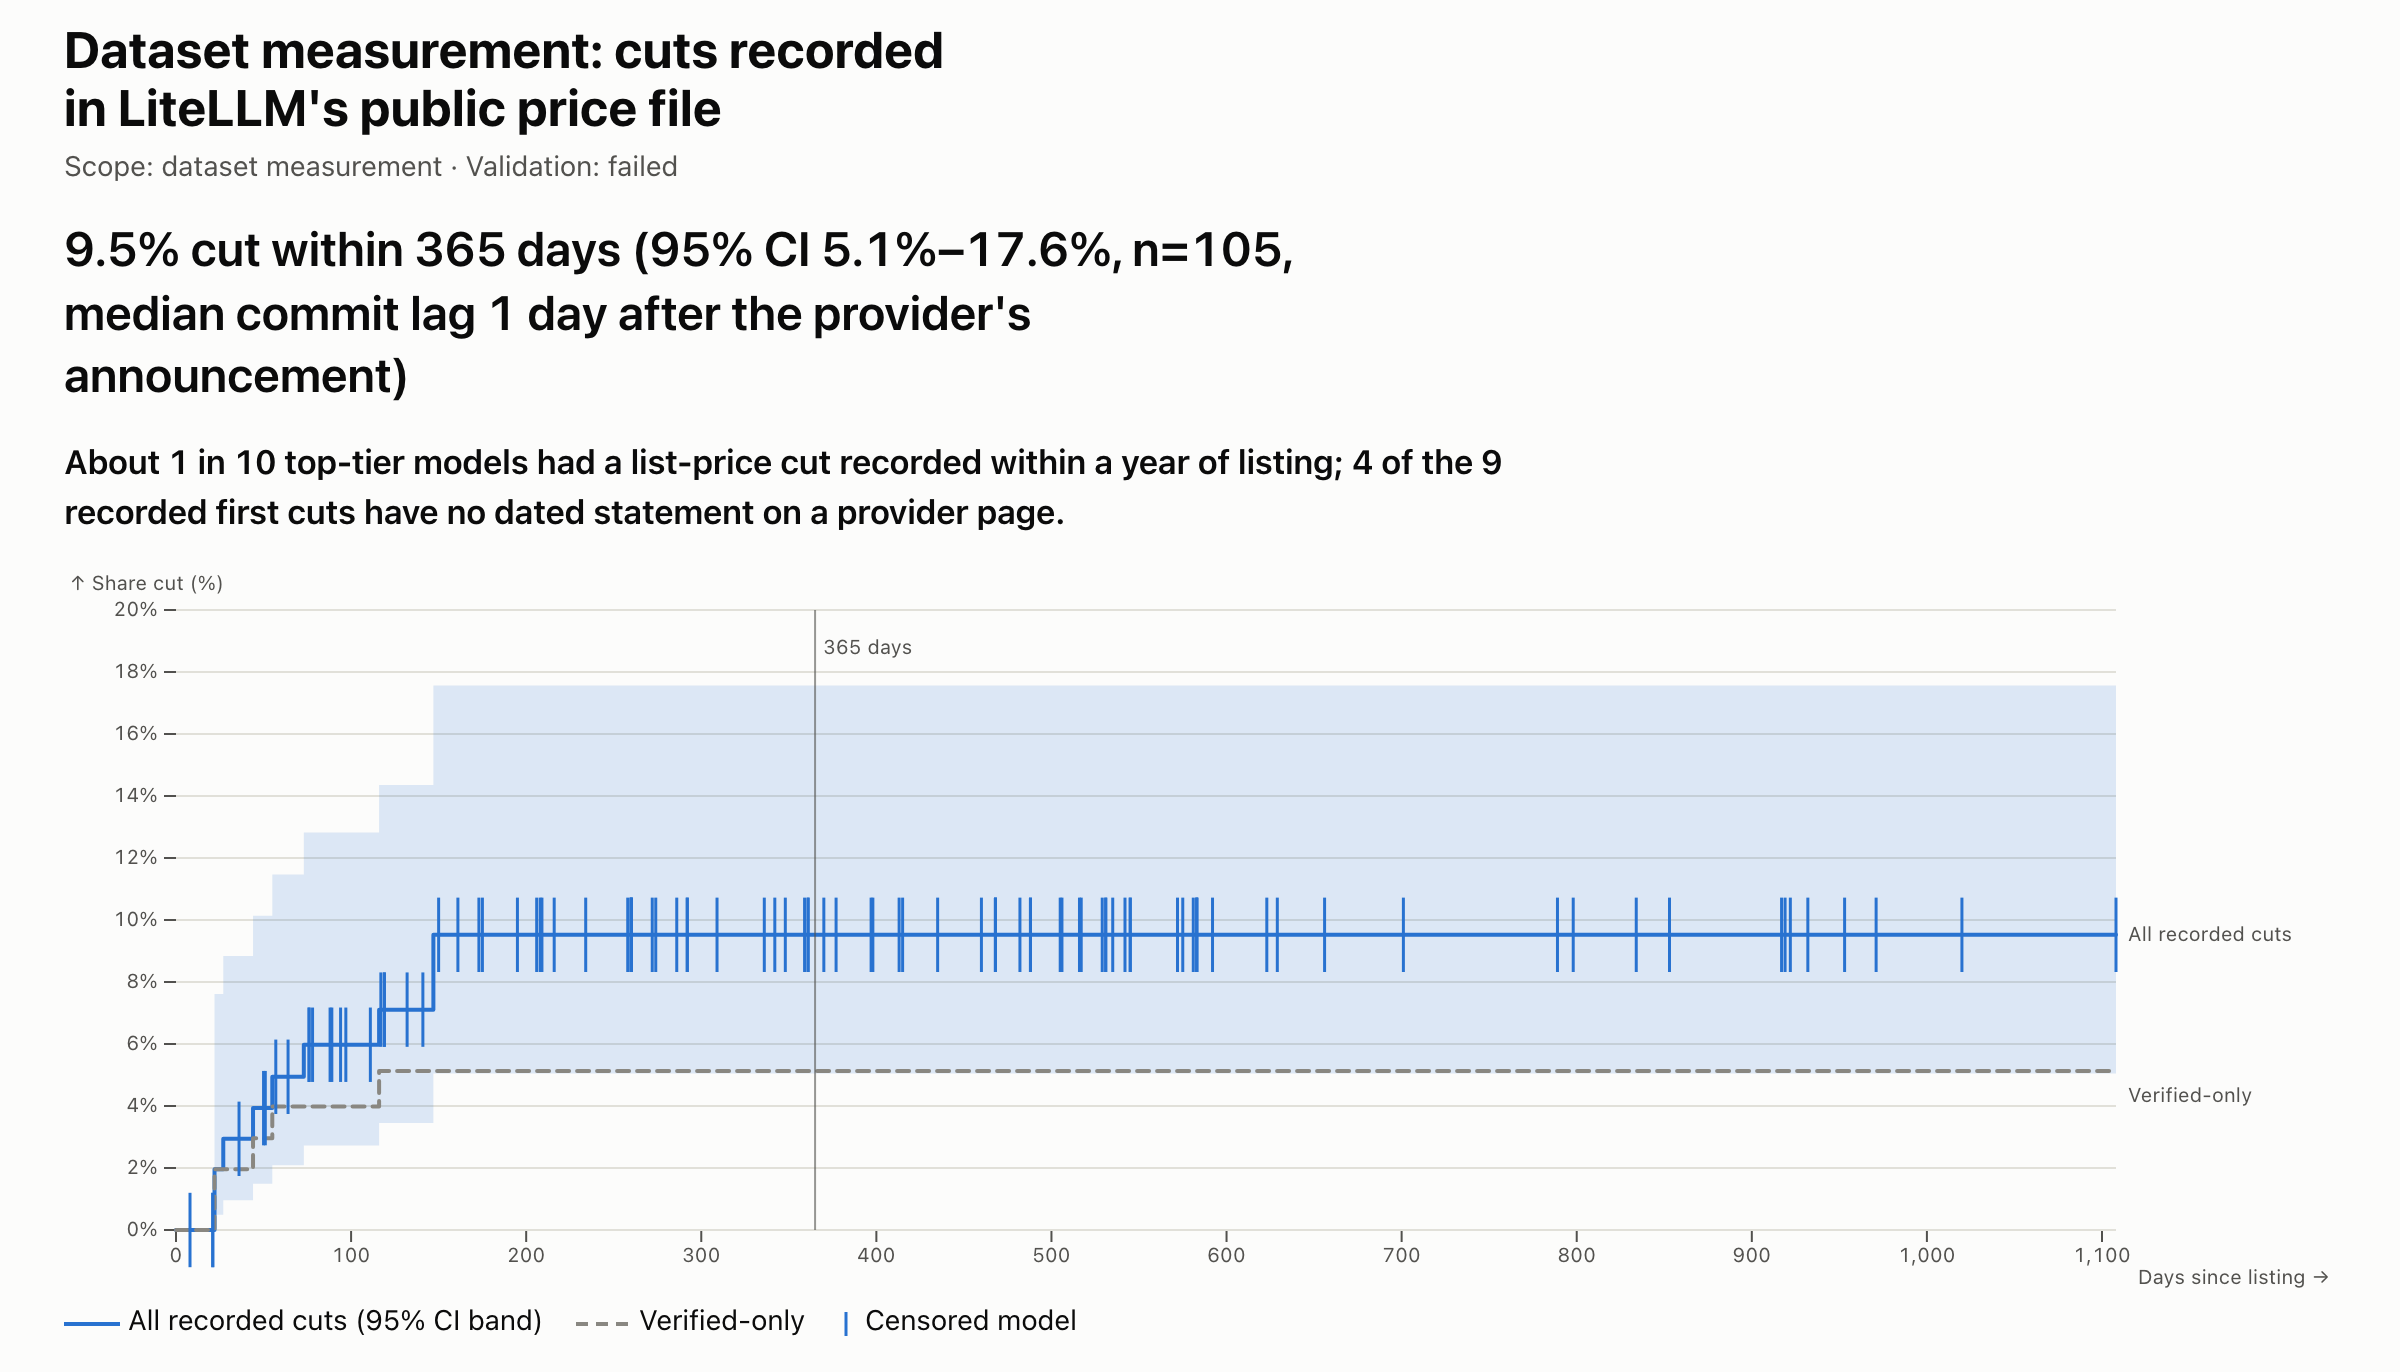 Dataset measurement: cuts recorded
in LiteLLM's public price file
Scope: dataset measurement · Validation: failed
9.5% cut within 365 days (95% CI 5.1%–17.6%, n=105,
median commit lag 1 day after the provider's
announcement)
About 1 in 10 top-tier models had a list-price cut recorded within a year of listing; 4 of the 9
recorded first cuts have no dated statement on a provider page.
↑ Share cut (%)
20%
365 days
18%
16%
14%
12%
10%
All recorded cuts
8%
6%
4%
Verified-only
2%
0%
0 100 200 300 400 500 600 700 800 900 1,000 1,100
Days since listing →
All recorded cuts (95% CI band) Verified-only Censored model